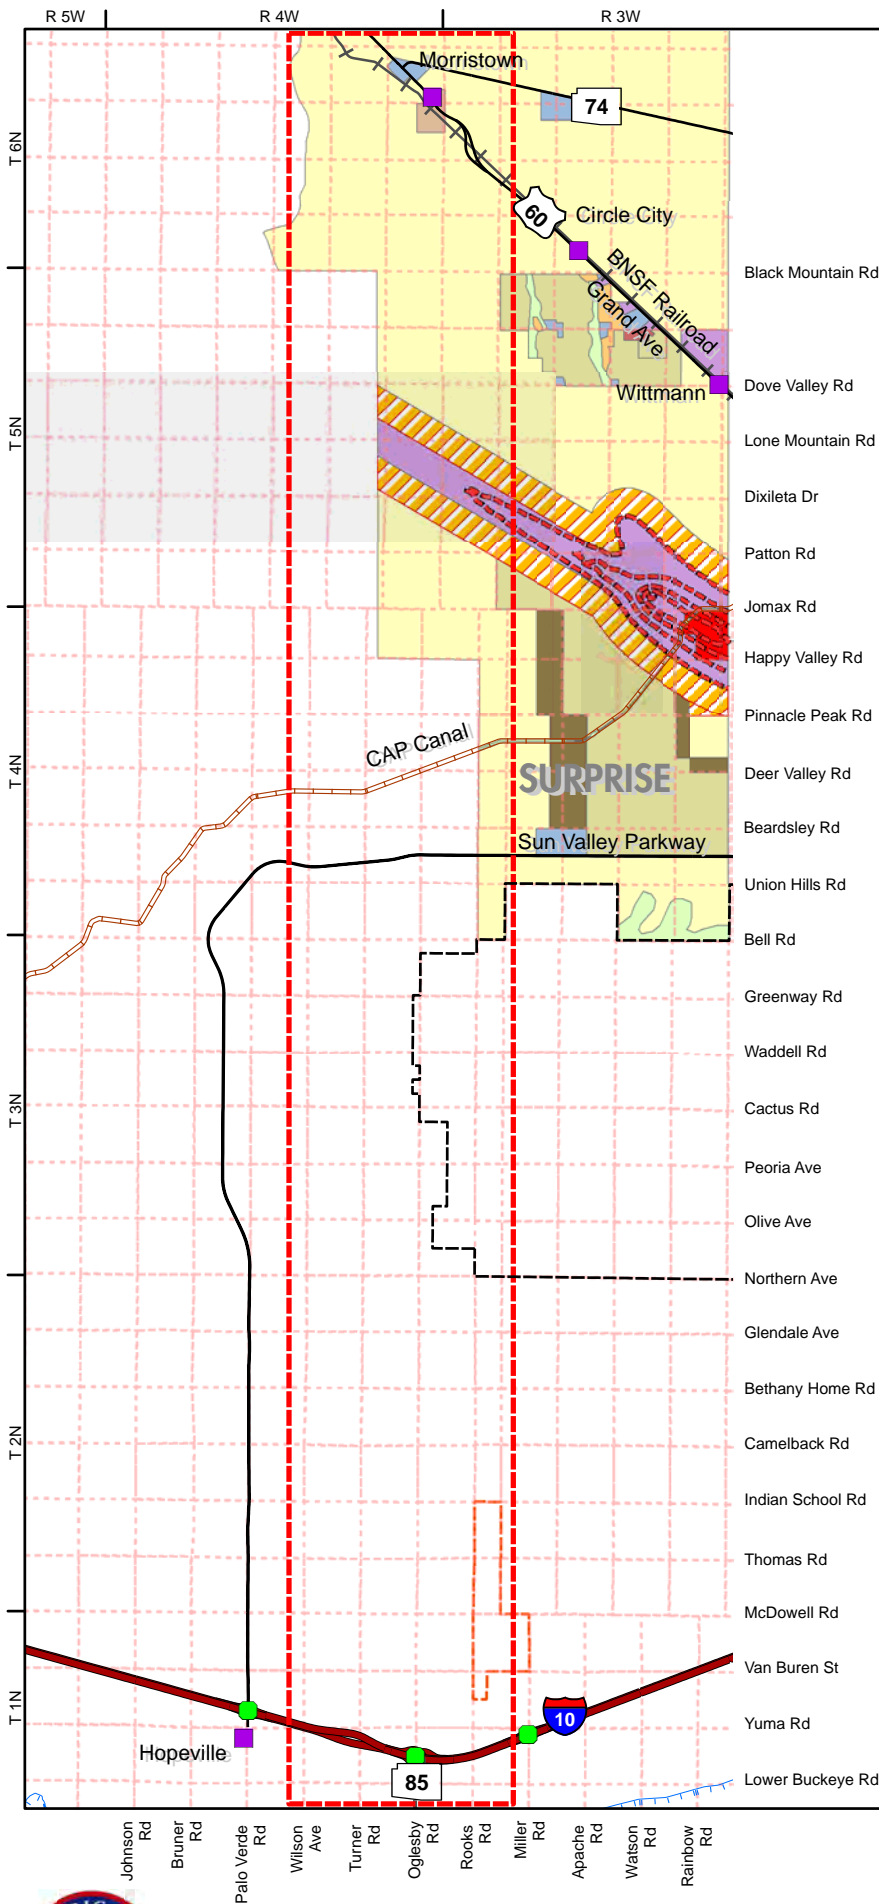 R 5W
R 4W
R 3W
Morristown
74
T 6N
60
Circle City
Black Mountain Rd
BNSF Railroad
Grand Ave
Dove Valley Rd
Wittmann
T 5N
Lone Mountain Rd
Dixileta Dr
Patton Rd
Jomax Rd
Happy Valley Rd
Pinnacle Peak Rd
CAP Canal
T 4N
SURPRISE
Deer Valley Rd
Beardsley Rd
Sun Valley Parkway
Union Hills Rd
Bell Rd
Greenway Rd
Waddell Rd
T 3N
Cactus Rd
Peoria Ave
Olive Ave
Northern Ave
Glendale Ave
Bethany Home Rd
T 2N
Camelback Rd
Indian School Rd
Thomas Rd
McDowell Rd
Van Buren St
T 1N
10
Yuma Rd
Hopeville
85
Lower Buckeye Rd
Johnson Rd
Bruner Rd
Palo Verde Rd
Wilson Ave
Turner Rd
Oglesby Rd
Rooks Rd
Miller Rd
Apache Rd
Watson Rd
Rainbow Rd